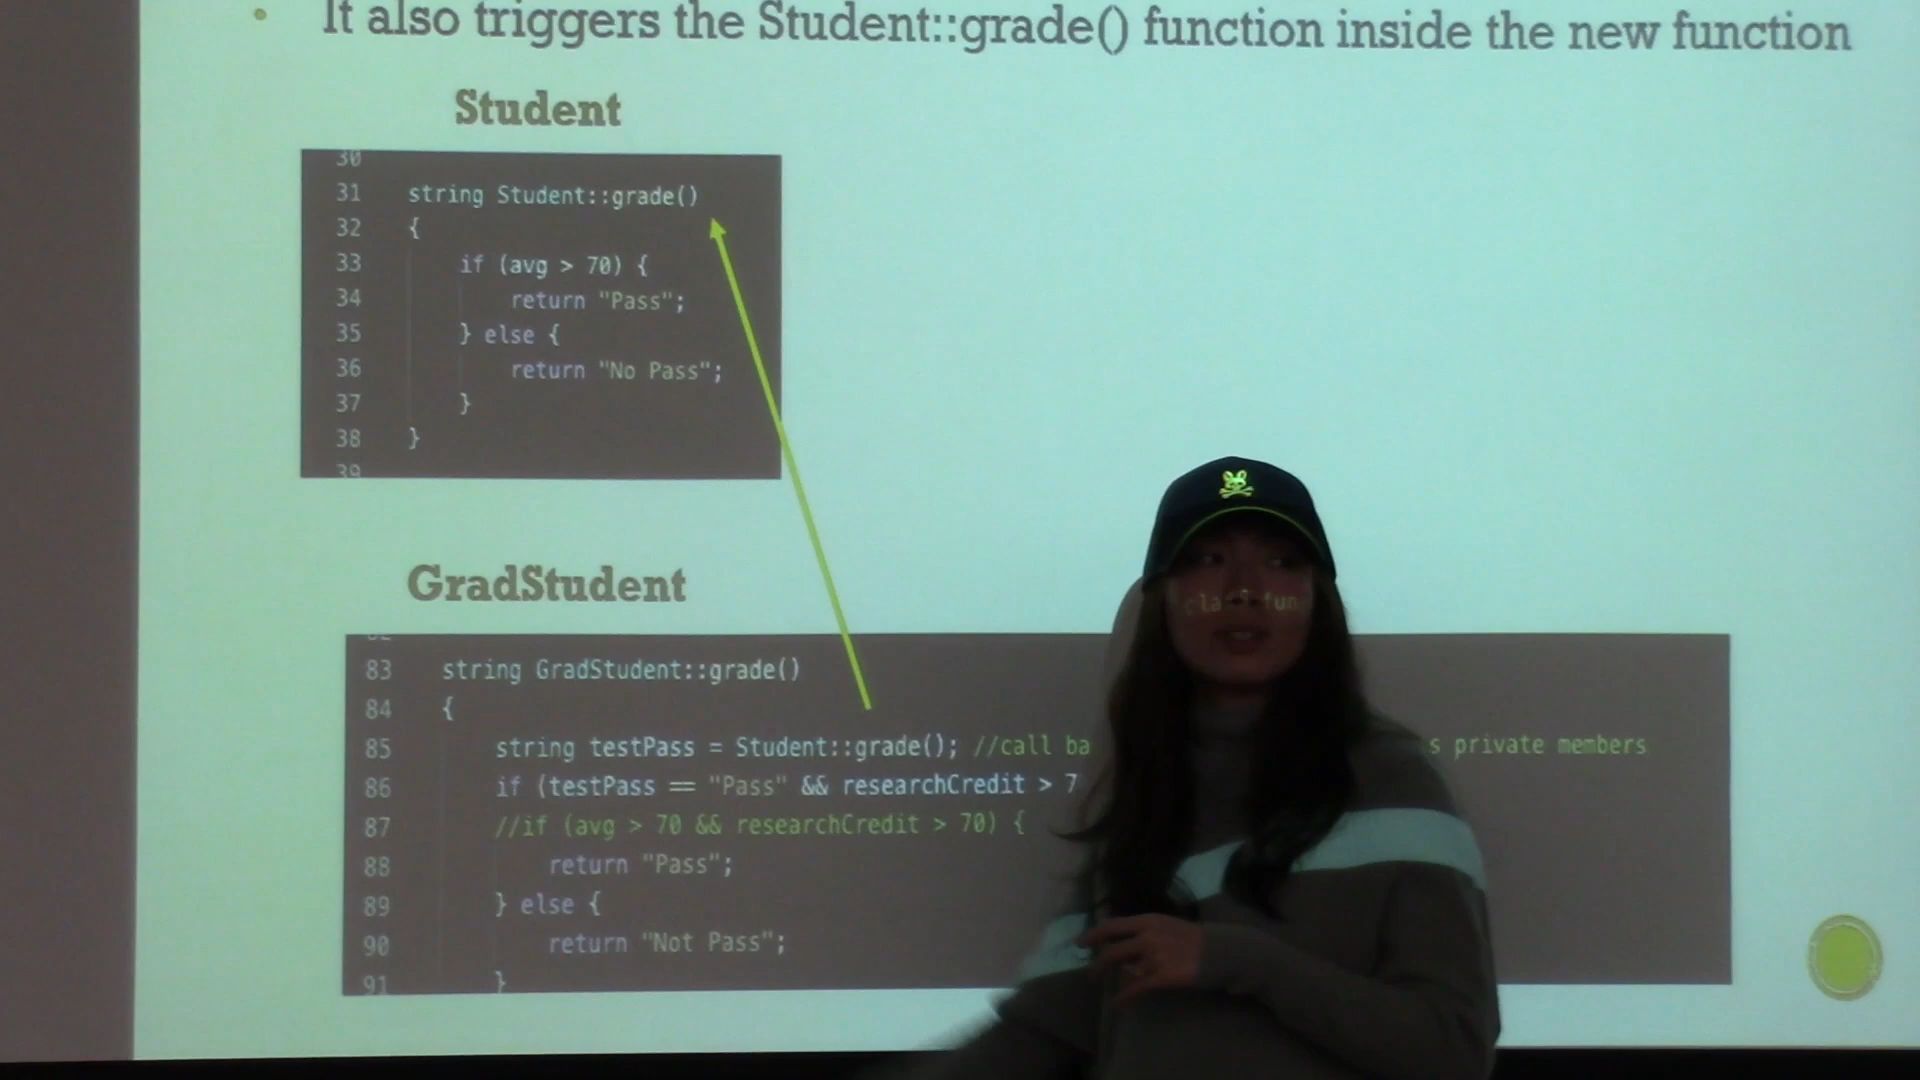 It also triggers the Student::grade() function inside the new function
Student
30
31 string Student::grade()
32 {
33 if (avg > 70) {
34 return "Pass";
35 } else {
36 return "No Pass";
37 }
38 }
39
GradStudent
83 string GradStudent::grade()
84 {
85 string testPass = Student::grade(); //call ba s private members
86 if (testPass == "Pass" && researchCredit > 7
87 //if (avg > 70 && researchCredit > 70) {
88 return "Pass";
89 } else {
90 return "Not Pass";
91 }